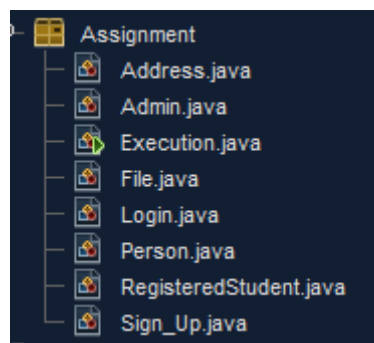 Assignment
Address.java
Admin.java
Execution.java
File.java
Login.java
Person.java
RegisteredStudent.java
Sign_Up.java